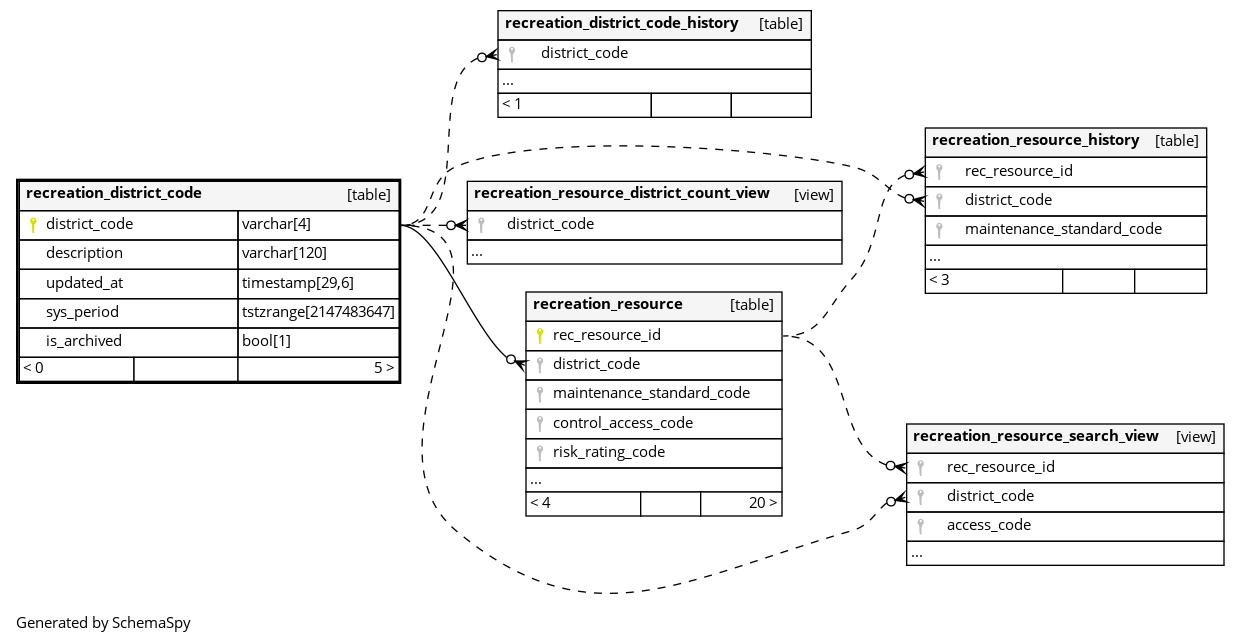 recreation_district_code_history [table]
district_code
...
< 1
recreation_resource_history [table]
rec_resource_id
district_code
maintenance_standard_code
...
< 3
recreation_district_code [table]
district_code varchar[4]
description varchar[120]
updated_at timestamp[29,6]
sys_period tstzrange[2147483647]
is_archived bool[1]
< 0 5 >
recreation_resource_district_count_view [view]
district_code
...
recreation_resource [table]
rec_resource_id
district_code
maintenance_standard_code
control_access_code
risk_rating_code
...
< 4 20 >
recreation_resource_search_view [view]
rec_resource_id
district_code
access_code
...
Generated by SchemaSpy